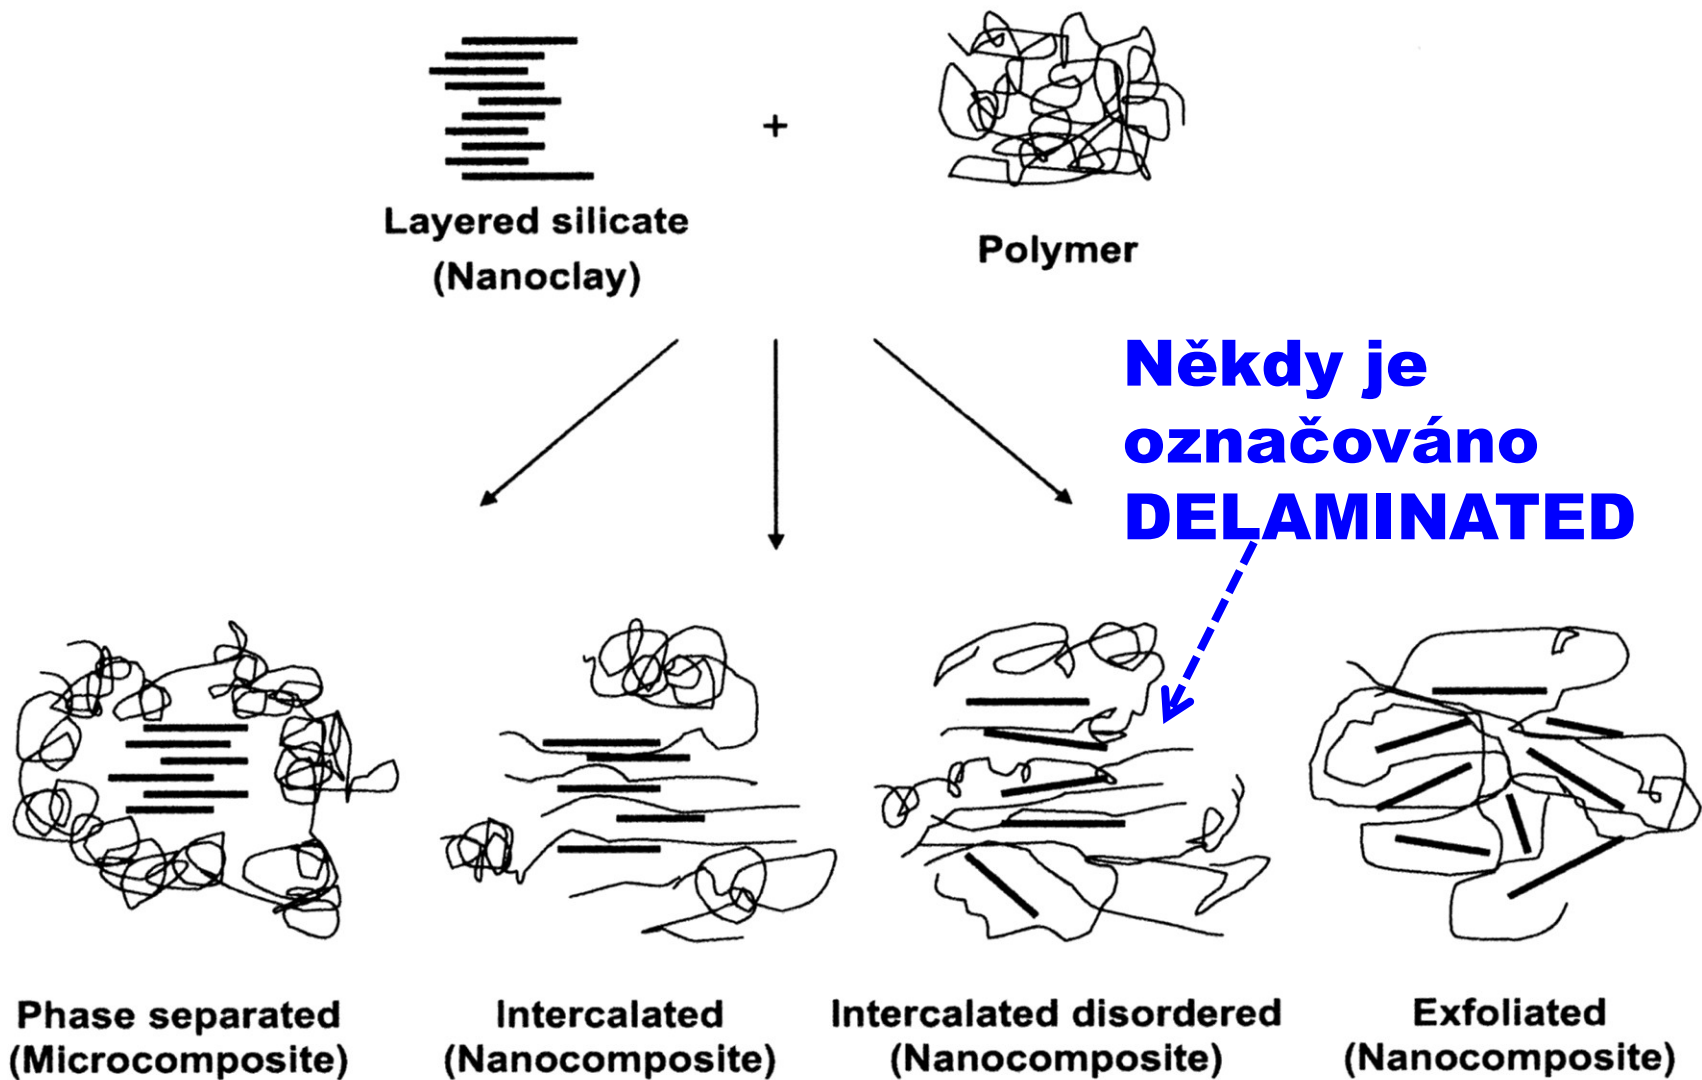 +
Layered silicate
(Nanoclay)
Polymer
Někdy je
označováno
DELAMINATED
Phase separated
(Microcomposite)
Intercalated
(Nanocomposite)
Intercalated disordered
(Nanocomposite)
Exfoliated
(Nanocomposite)